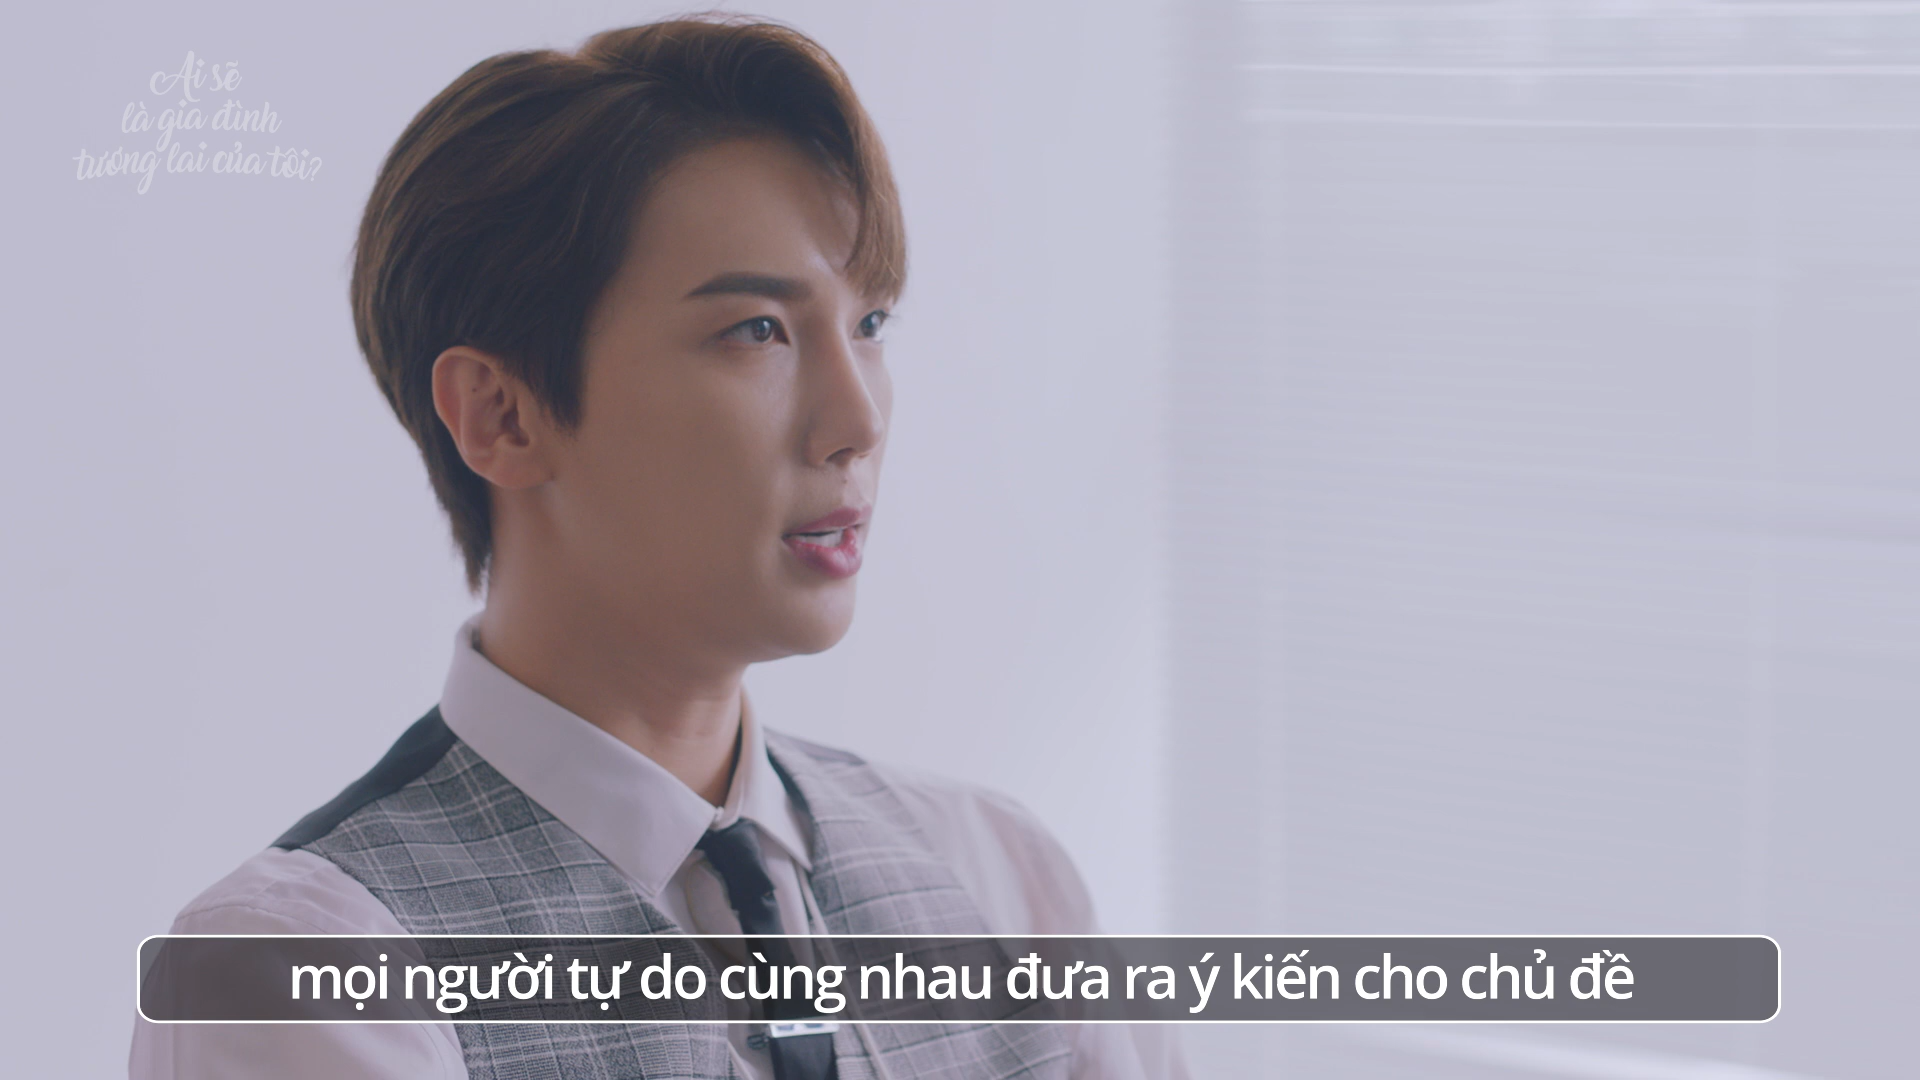 Ai sẽ
là gia đình
tương lai của tôi?
mọi người tự do cùng nhau đưa ra ý kiến cho chủ đề